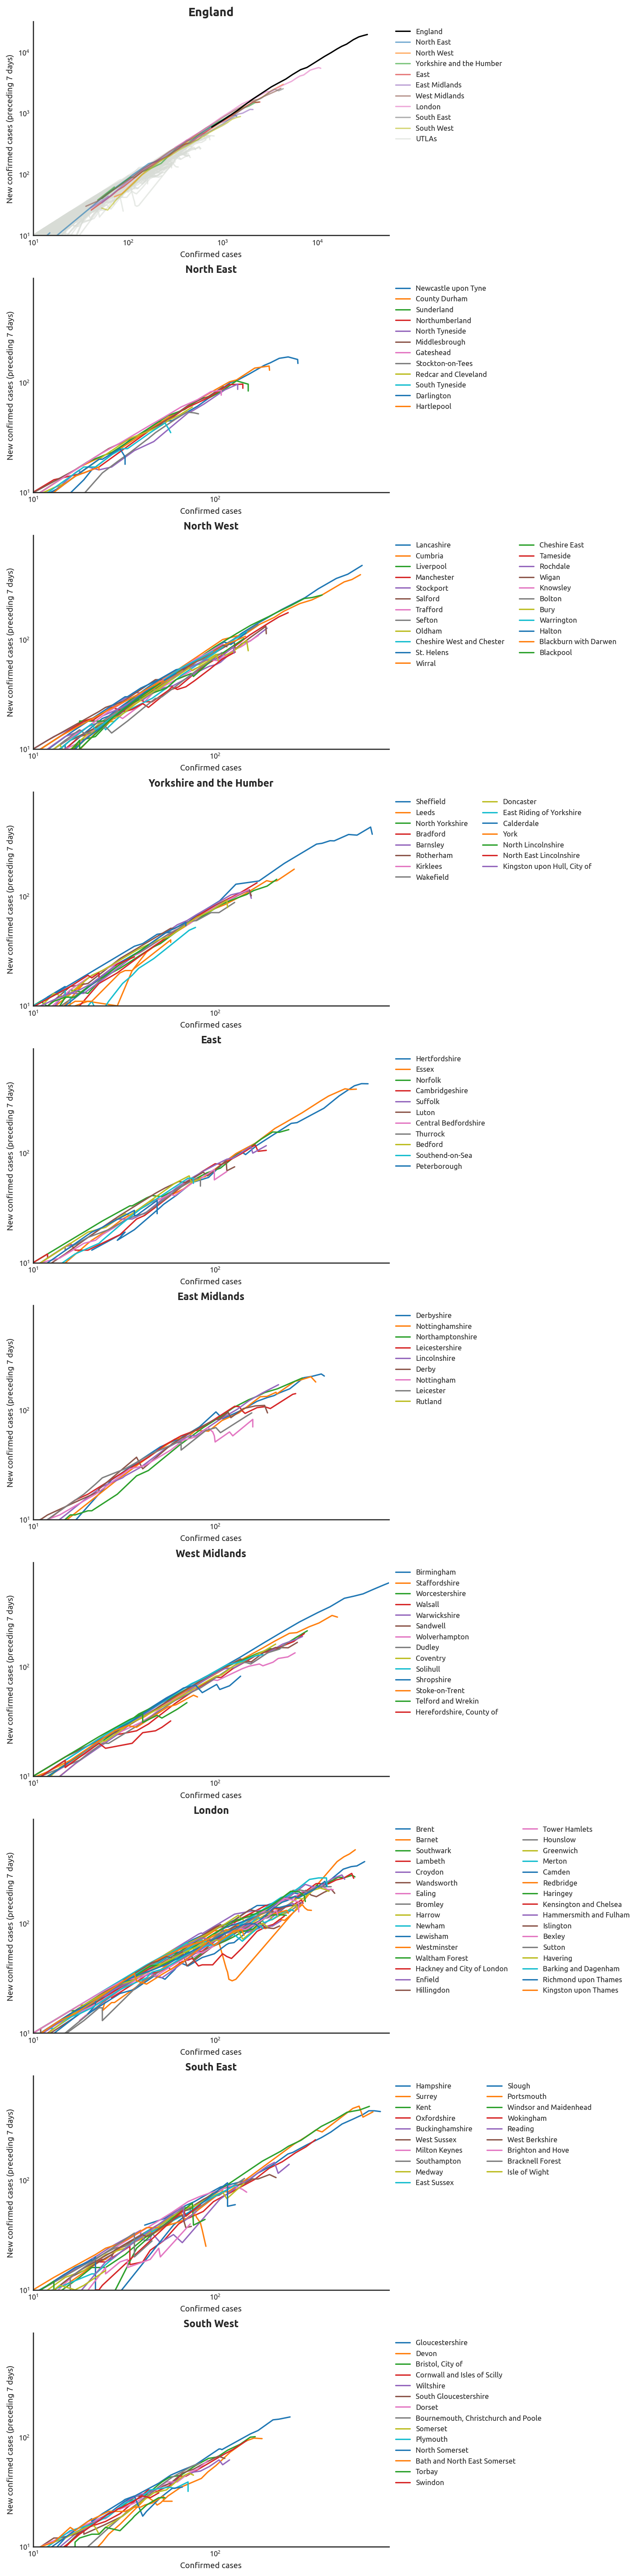 England
New confirmed cases (preceding 7 days)
10⁴
10³
10²
10¹
10¹
10²
10³
10⁴
Confirmed cases
England
North East
North West
Yorkshire and the Humber
East
East Midlands
West Midlands
London
South East
South West
UTLAs
North East
New confirmed cases (preceding 7 days)
10²
10¹
10¹
10²
Confirmed cases
Newcastle upon Tyne
County Durham
Sunderland
Northumberland
North Tyneside
Middlesbrough
Gateshead
Stockton-on-Tees
Redcar and Cleveland
South Tyneside
Darlington
Hartlepool
North West
New confirmed cases (preceding 7 days)
10²
10¹
10¹
10²
Confirmed cases
Lancashire
Cumbria
Liverpool
Manchester
Stockport
Salford
Trafford
Sefton
Oldham
Cheshire West and Chester
St. Helens
Wirral
Cheshire East
Tameside
Rochdale
Wigan
Knowsley
Bolton
Bury
Warrington
Halton
Blackburn with Darwen
Blackpool
Yorkshire and the Humber
New confirmed cases (preceding 7 days)
10²
10¹
10¹
10²
Confirmed cases
Sheffield
Leeds
North Yorkshire
Bradford
Barnsley
Rotherham
Kirklees
Wakefield
Doncaster
East Riding of Yorkshire
Calderdale
York
North Lincolnshire
North East Lincolnshire
Kingston upon Hull, City of
East
New confirmed cases (preceding 7 days)
10²
10¹
10¹
10²
Confirmed cases
Hertfordshire
Essex
Norfolk
Cambridgeshire
Suffolk
Luton
Central Bedfordshire
Thurrock
Bedford
Southend-on-Sea
Peterborough
East Midlands
New confirmed cases (preceding 7 days)
10²
10¹
10¹
10²
Confirmed cases
Derbyshire
Nottinghamshire
Northamptonshire
Leicestershire
Lincolnshire
Derby
Nottingham
Leicester
Rutland
West Midlands
New confirmed cases (preceding 7 days)
10²
10¹
10¹
10²
Confirmed cases
Birmingham
Staffordshire
Worcestershire
Walsall
Warwickshire
Sandwell
Wolverhampton
Dudley
Coventry
Solihull
Shropshire
Stoke-on-Trent
Telford and Wrekin
Herefordshire, County of
London
New confirmed cases (preceding 7 days)
10²
10¹
10¹
10²
Confirmed cases
Brent
Barnet
Southwark
Lambeth
Croydon
Wandsworth
Ealing
Bromley
Harrow
Newham
Lewisham
Westminster
Waltham Forest
Hackney and City of London
Enfield
Hillingdon
Tower Hamlets
Hounslow
Greenwich
Merton
Camden
Redbridge
Haringey
Kensington and Chelsea
Hammersmith and Fulham
Islington
Bexley
Sutton
Havering
Barking and Dagenham
Richmond upon Thames
Kingston upon Thames
South East
New confirmed cases (preceding 7 days)
10²
10¹
10¹
10²
Confirmed cases
Hampshire
Surrey
Kent
Oxfordshire
Buckinghamshire
West Sussex
Milton Keynes
Southampton
Medway
East Sussex
Slough
Portsmouth
Windsor and Maidenhead
Wokingham
Reading
West Berkshire
Brighton and Hove
Bracknell Forest
Isle of Wight
South West
New confirmed cases (preceding 7 days)
10²
10¹
10¹
10²
Confirmed cases
Gloucestershire
Devon
Bristol, City of
Cornwall and Isles of Scilly
Wiltshire
South Gloucestershire
Dorset
Bournemouth, Christchurch and Poole
Somerset
Plymouth
North Somerset
Bath and North East Somerset
Torbay
Swindon